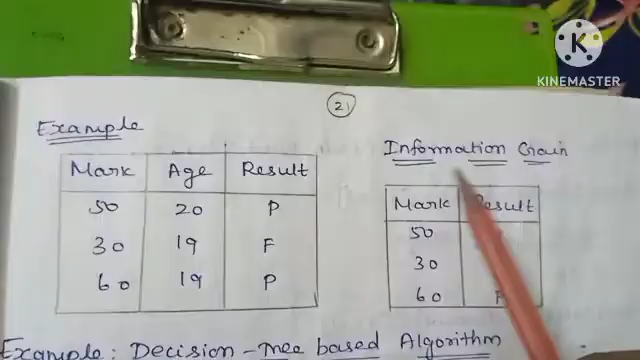 K
KINEMASTER
21
Example
Mark Age Result
50 20 P
30 19 F
60 19 P
Information Gain
Mark Result
50
30
60
Example: Decision-Tree based Algorithm